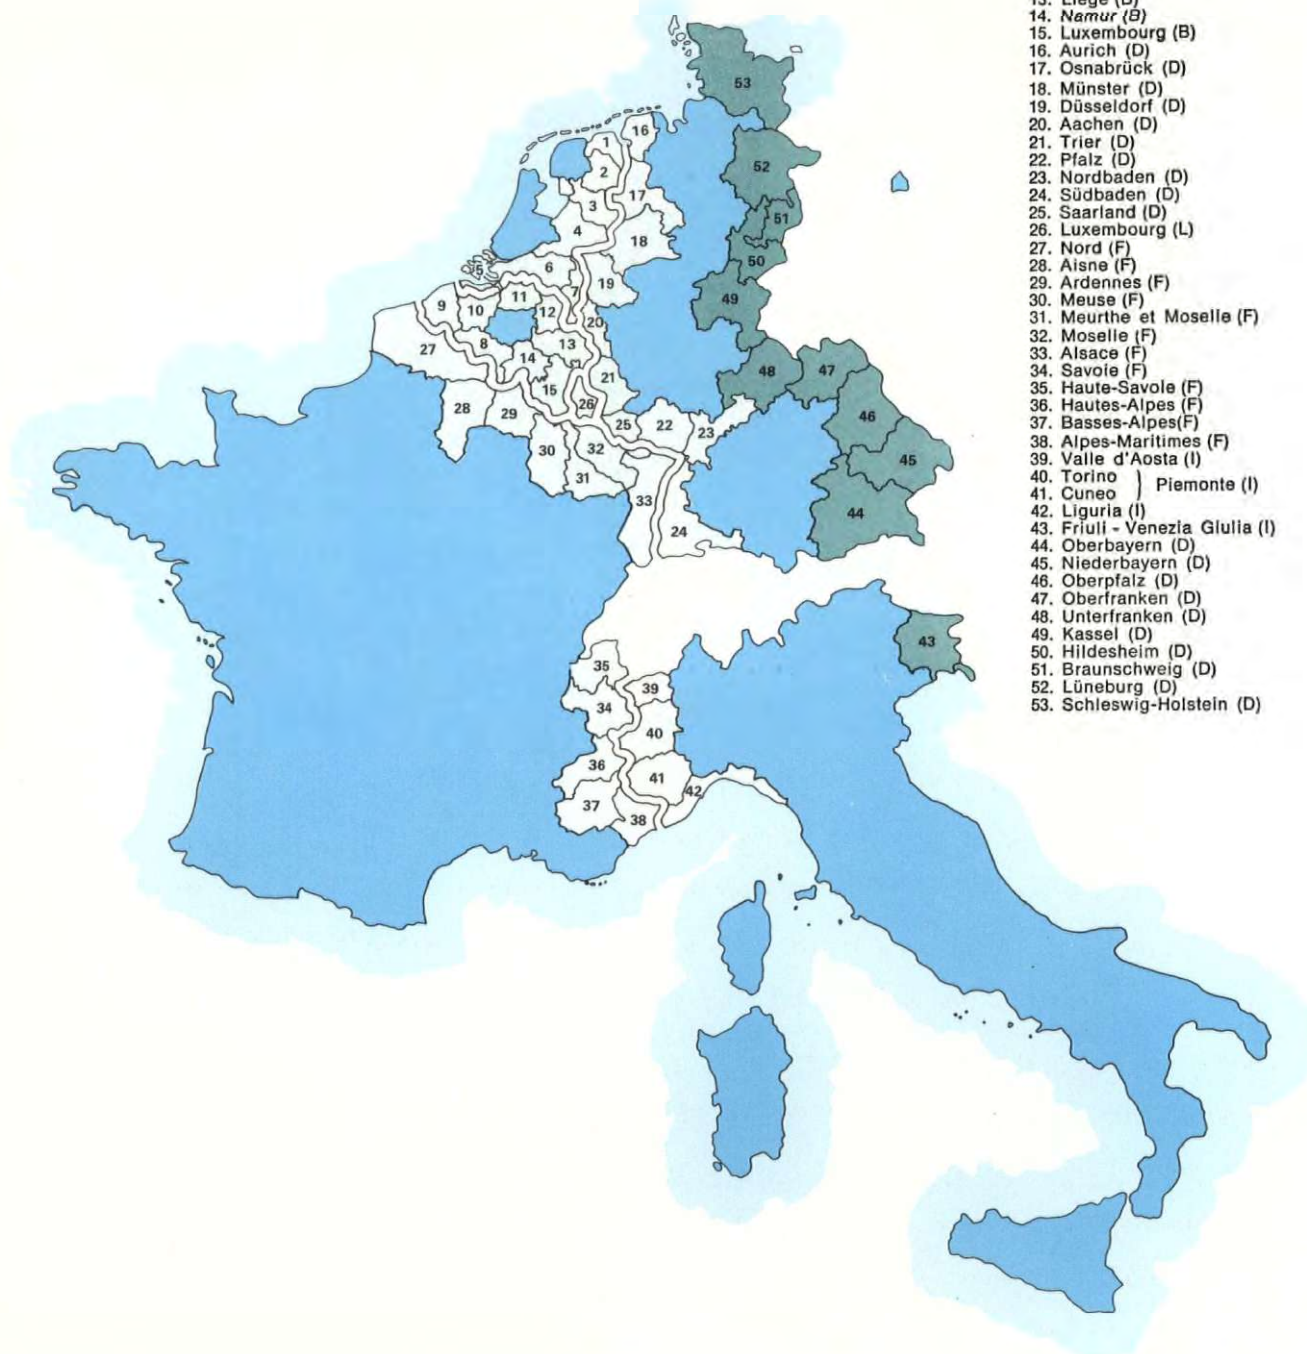 13. Liège (B)
14. Namur (B)
15. Luxembourg (B)
16. Aurich (D)
17. Osnabrück (D)
18. Münster (D)
19. Düsseldorf (D)
20. Aachen (D)
21. Trier (D)
22. Pfalz (D)
23. Nordbaden (D)
24. Südbaden (D)
25. Saarland (D)
26. Luxembourg (L)
27. Nord (F)
28. Aisne (F)
29. Ardennes (F)
30. Meuse (F)
31. Meurthe et Moselle (F)
32. Moselle (F)
33. Alsace (F)
34. Savoie (F)
35. Haute-Savoie (F)
36. Hautes-Alpes (F)
37. Basses-Alpes(F)
38. Alpes-Maritimes (F)
39. Valle d'Aosta (I)
40. Torino
41. Cuneo } Piemonte (I)
42. Liguria (I)
43. Friuli - Venezia Giulia (I)
44. Oberbayern (D)
45. Niederbayern (D)
46. Oberpfalz (D)
47. Oberfranken (D)
48. Unterfranken (D)
49. Kassel (D)
50. Hildesheim (D)
51. Braunschweig (D)
52. Lüneburg (D)
53. Schleswig-Holstein (D)
53
16
1
52
2
17
3
51
4
18
50
5
6
19
7
49
11
9
10
12
20
8
13
27
14
48
47
21
15
26
28
29
46
25
22
23
30
32
45
31
33
44
24
43
35
39
34
40
36
41
42
37
38